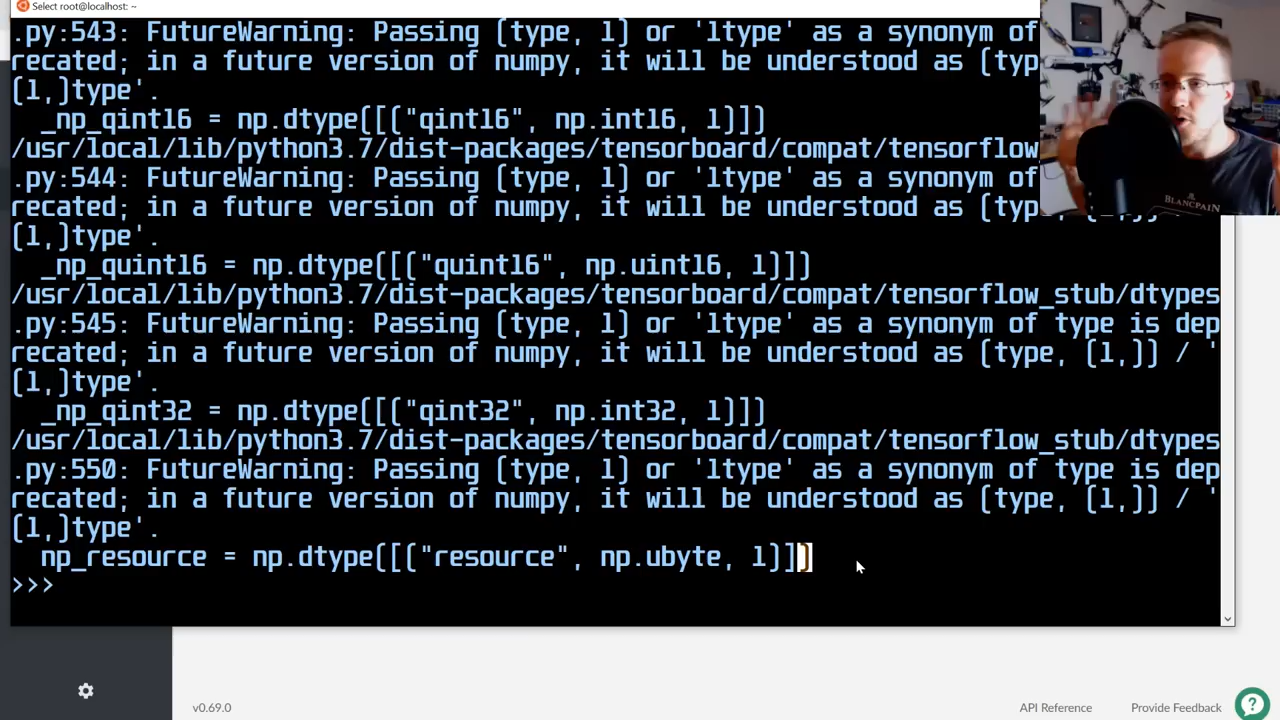 Select root@localhost: ~
.py:543: FutureWarning: Passing (type, 1) or '1type' as a synonym of
recated; in a future version of numpy, it will be understood as (typ
(1,)type'.
_np_qint16 = np.dtype([("qint16", np.int16, 1)])
/usr/local/lib/python3.7/dist-packages/tensorboard/compat/tensorflow
.py:544: FutureWarning: Passing (type, 1) or '1type' as a synonym of
recated; in a future version of numpy, it will be understood as (type, (1,)) / '
(1,)type'.
_np_quint16 = np.dtype([("quint16", np.uint16, 1)])
/usr/local/lib/python3.7/dist-packages/tensorboard/compat/tensorflow_stub/dtypes
.py:545: FutureWarning: Passing (type, 1) or '1type' as a synonym of type is dep
recated; in a future version of numpy, it will be understood as (type, (1,)) / '
(1,)type'.
_np_qint32 = np.dtype([("qint32", np.int32, 1)])
/usr/local/lib/python3.7/dist-packages/tensorboard/compat/tensorflow_stub/dtypes
.py:550: FutureWarning: Passing (type, 1) or '1type' as a synonym of type is dep
recated; in a future version of numpy, it will be understood as (type, (1,)) / '
(1,)type'.
np_resource = np.dtype([("resource", np.ubyte, 1)])
>>>
BLANCPAIN
v0.69.0
API Reference
Provide Feedback
?